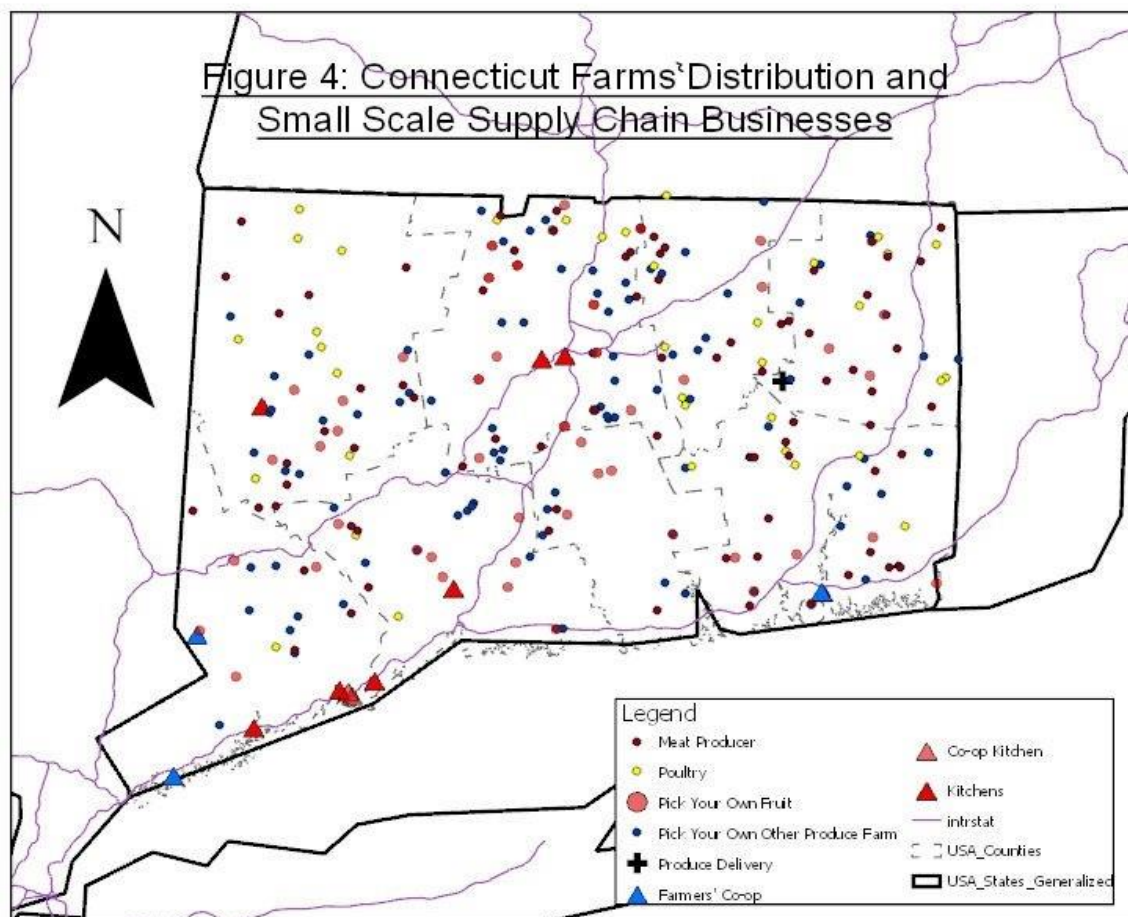 Figure 4: Connecticut Farms' Distribution and
Small Scale Supply Chain Businesses
N
Legend
Meat Producer
Poultry
Pick Your Own Fruit
Pick Your Own Other Produce Farm
Produce Delivery
Farmers' Co-op
Co-op Kitchen
Kitchens
intrstat
USA_Counties
USA_States_Generalized